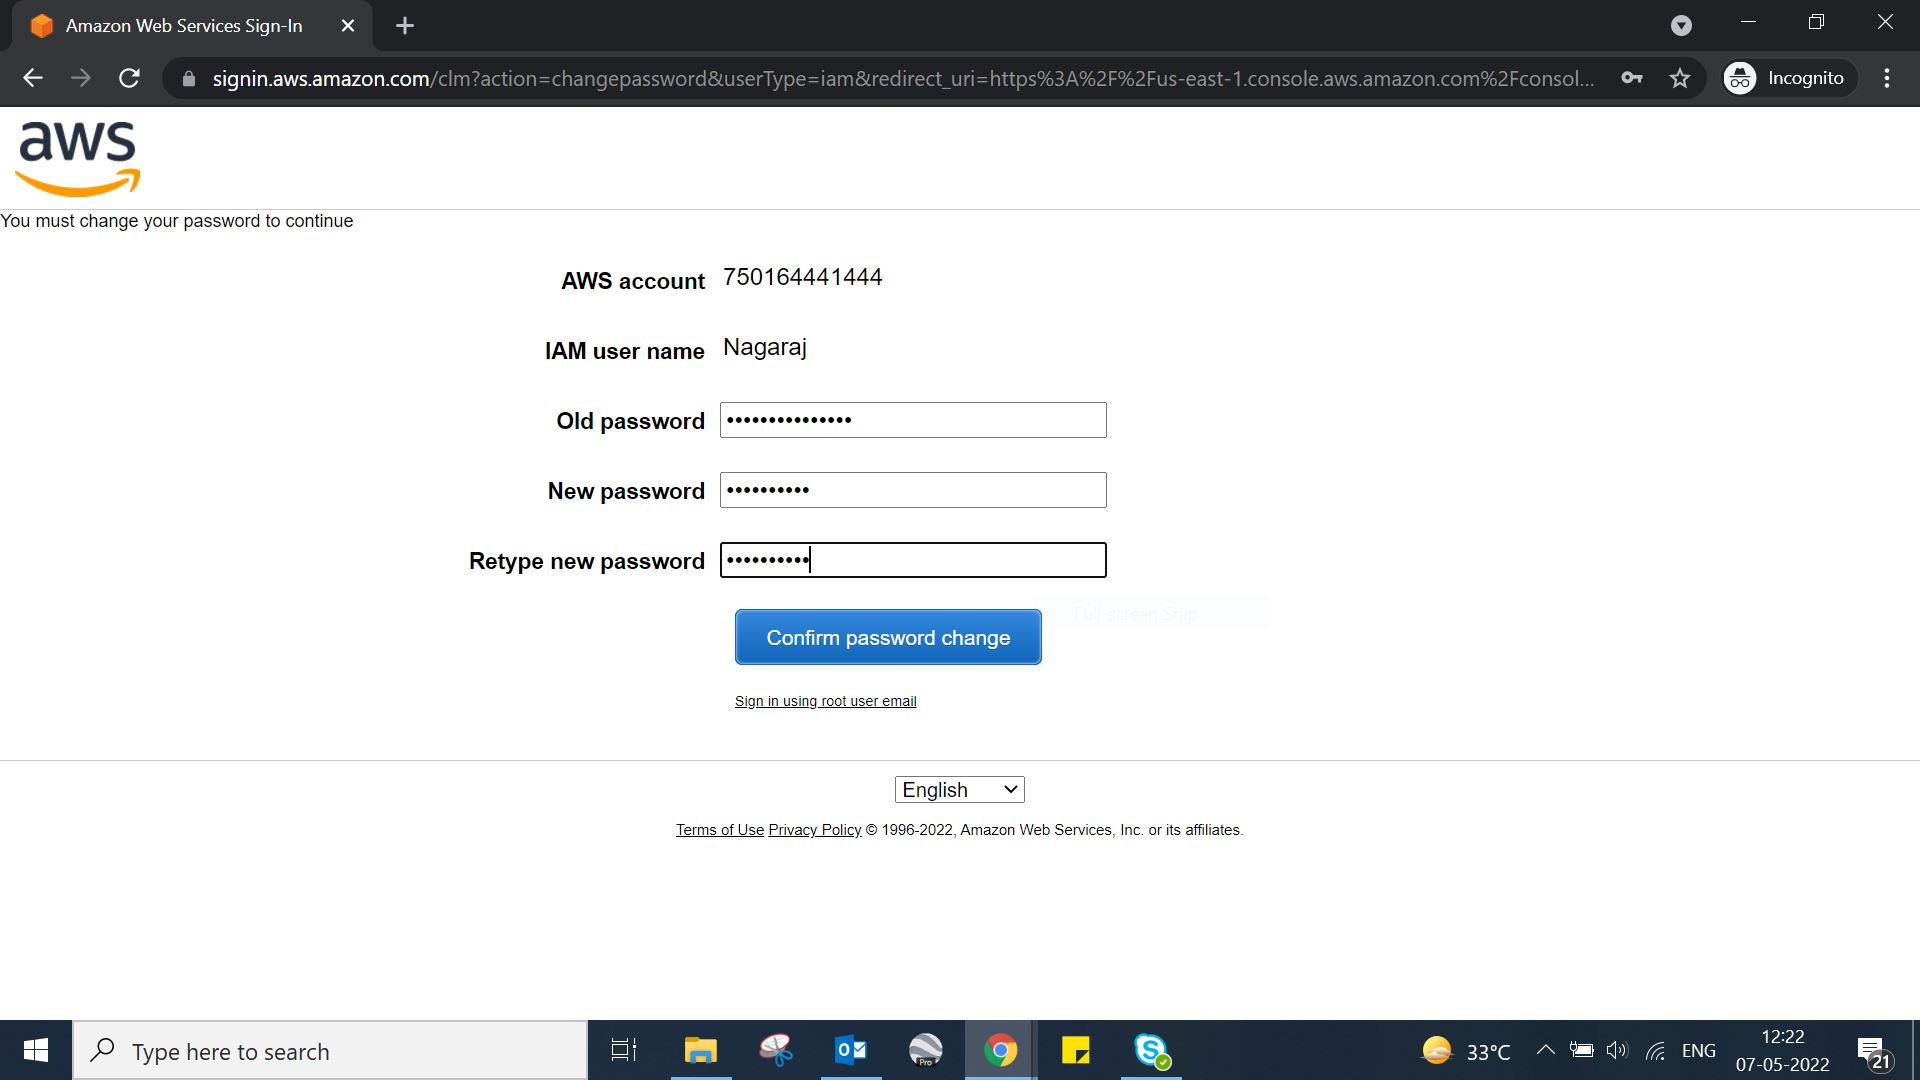 Amazon Web Services Sign-In
signin.aws.amazon.com/clm?action=changepassword&userType=iam&redirect_uri=https%3A%2F%2Fus-east-1.console.aws.amazon.com%2Fconsol...
Incognito
aws
You must change your password to continue
AWS account 750164441444
IAM user name Nagaraj
Old password •••••••••••••••
New password ••••••••••
Retype new password ••••••••••
Full-screen Snip
Confirm password change
Sign in using root user email
English
Terms of Use Privacy Policy © 1996-2022, Amazon Web Services, Inc. or its affiliates.
Type here to search
Pro
33°C
ENG
12:22
07-05-2022
21